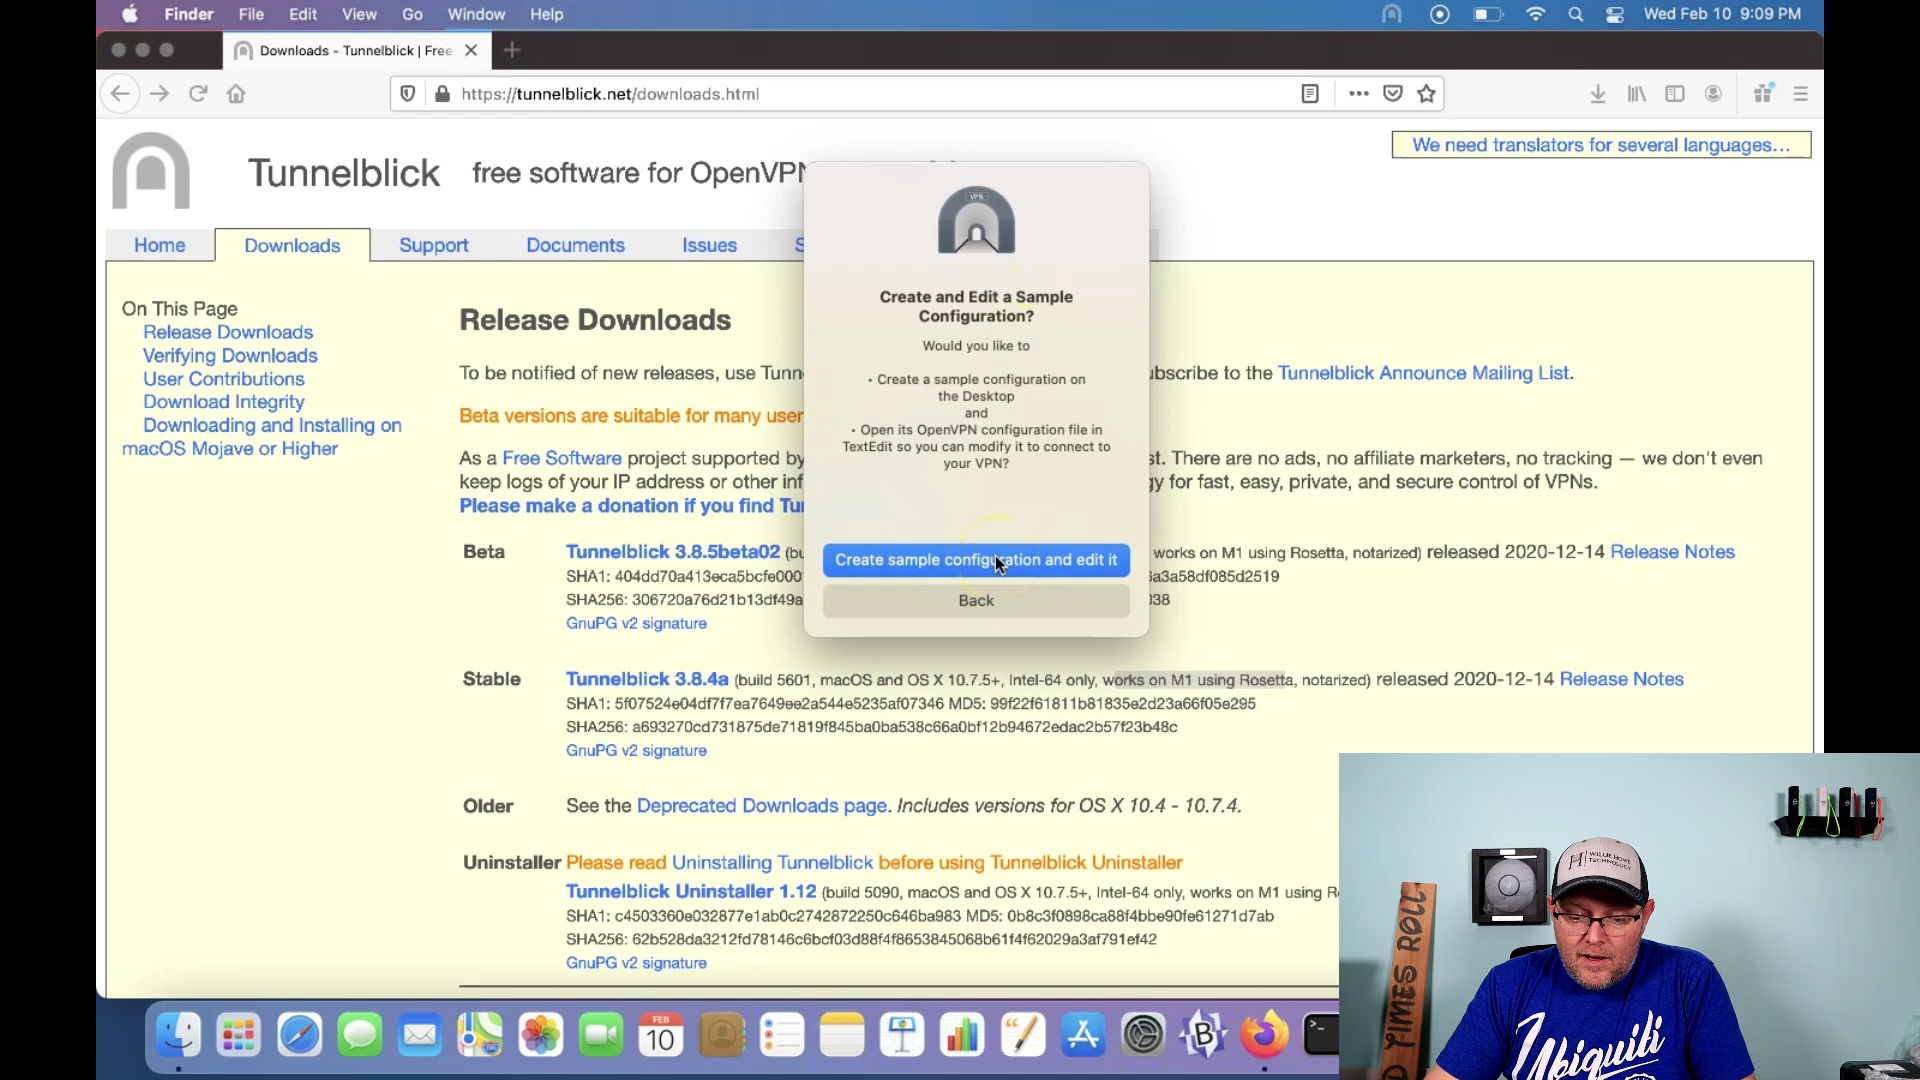 Finder File Edit View Go Window Help
Wed Feb 10 9:09 PM
Downloads - Tunnelblick | Free
https://tunnelblick.net/downloads.html
We need translators for several languages...
Tunnelblick free software for OpenVPN
VPN
Home Downloads Support Documents Issues S
Create and Edit a Sample
Configuration?
Would you like to
• Create a sample configuration on
the Desktop
and
• Open its OpenVPN configuration file in
TextEdit so you can modify it to connect to
your VPN?
Create sample configuration and edit it
Back
On This Page
Release Downloads
Verifying Downloads
User Contributions
Download Integrity
Downloading and Installing on
macOS Mojave or Higher
Release Downloads
To be notified of new releases, use Tunn bscribe to the Tunnelblick Announce Mailing List.
Beta versions are suitable for many user
As a Free Software project supported by st. There are no ads, no affiliate marketers, no tracking — we don't even
keep logs of your IP address or other inf gy for fast, easy, private, and secure control of VPNs.
Please make a donation if you find Tu
Beta Tunnelblick 3.8.5beta02 (bu works on M1 using Rosetta, notarized) released 2020-12-14 Release Notes
SHA1: 404dd70a413eca5bcfe000 6a3a58df085d2519
SHA256: 306720a76d21b13df49a 038
GnuPG v2 signature
Stable Tunnelblick 3.8.4a (build 5601, macOS and OS X 10.7.5+, Intel-64 only, works on M1 using Rosetta, notarized) released 2020-12-14 Release Notes
SHA1: 5f07524e04df7f7ea7649ee2a544e5235af07346 MD5: 99f22f61811b81835e2d23a66f05e295
SHA256: a693270cd731875de71819f845ba0ba538c66a0bf12b94672edac2b57f23b48c
GnuPG v2 signature
Older See the Deprecated Downloads page. Includes versions for OS X 10.4 - 10.7.4.
Uninstaller Please read Uninstalling Tunnelblick before using Tunnelblick Uninstaller
Tunnelblick Uninstaller 1.12 (build 5090, macOS and OS X 10.7.5+, Intel-64 only, works on M1 using R
SHA1: c4503360e032877e1ab0c2742872250c646ba983 MD5: 0b8c3f0898ca88f4bbe90fe61271d7ab
SHA256: 62b528da3212fd78146c6bcf03d88f4f8653845068b61f4f62029a3af791ef42
GnuPG v2 signature
FEB
10
WILLIE HOWE
TECHNOLOGY
D TIMES ROLL
Ubiquiti